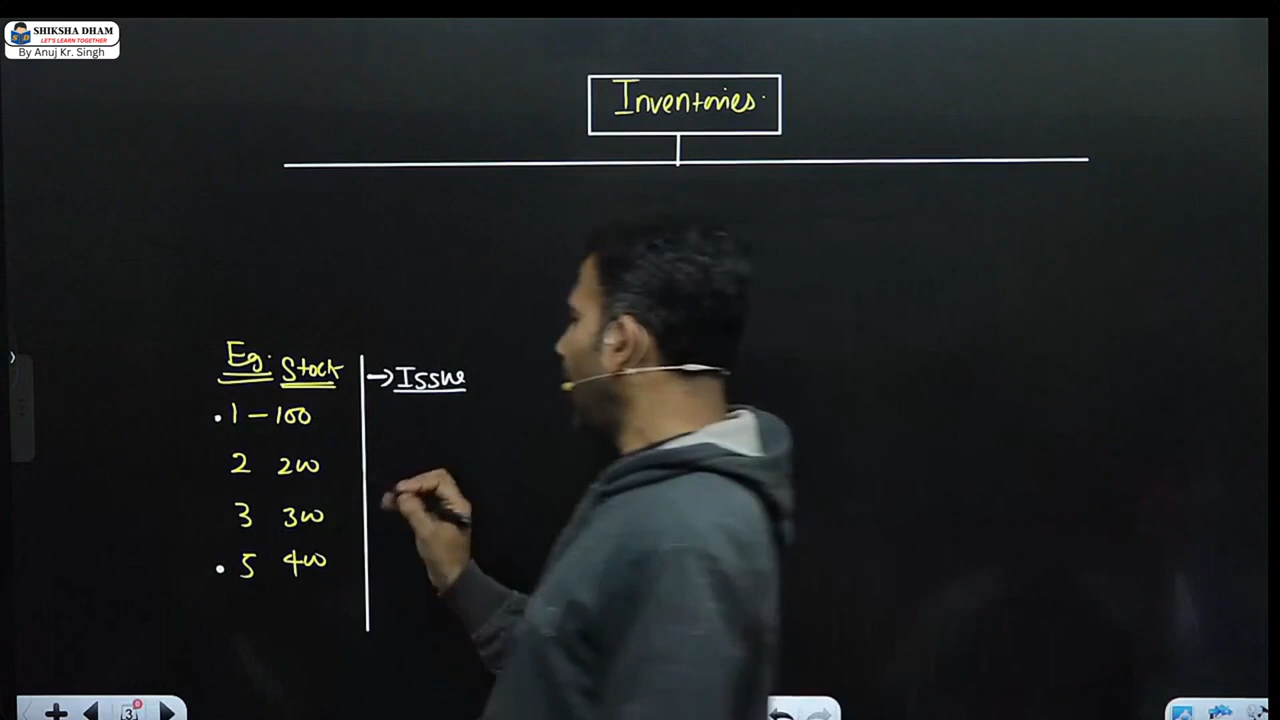 SHIKSHA DHAM
LET'S LEARN TOGETHER
By Anuj Kr. Singh
Inventories.
Eg. Stock → Issue
1 – 100
2 200
3 300
5 400
3